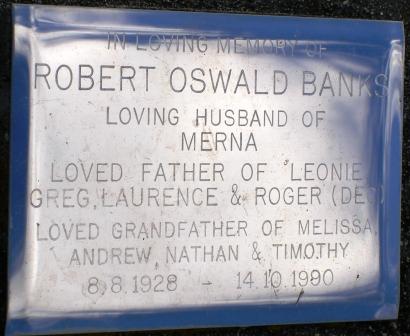 IN LOVING MEMORY OF
ROBERT OSWALD BANKS
LOVING HUSBAND OF
MERNA
LOVED FATHER OF LEONIE
GREG, LAURENCE & ROGER (DEC)
LOVED GRANDFATHER OF MELISSA,
ANDREW, NATHAN & TIMOTHY
8.8.1928 - 14.10.1990